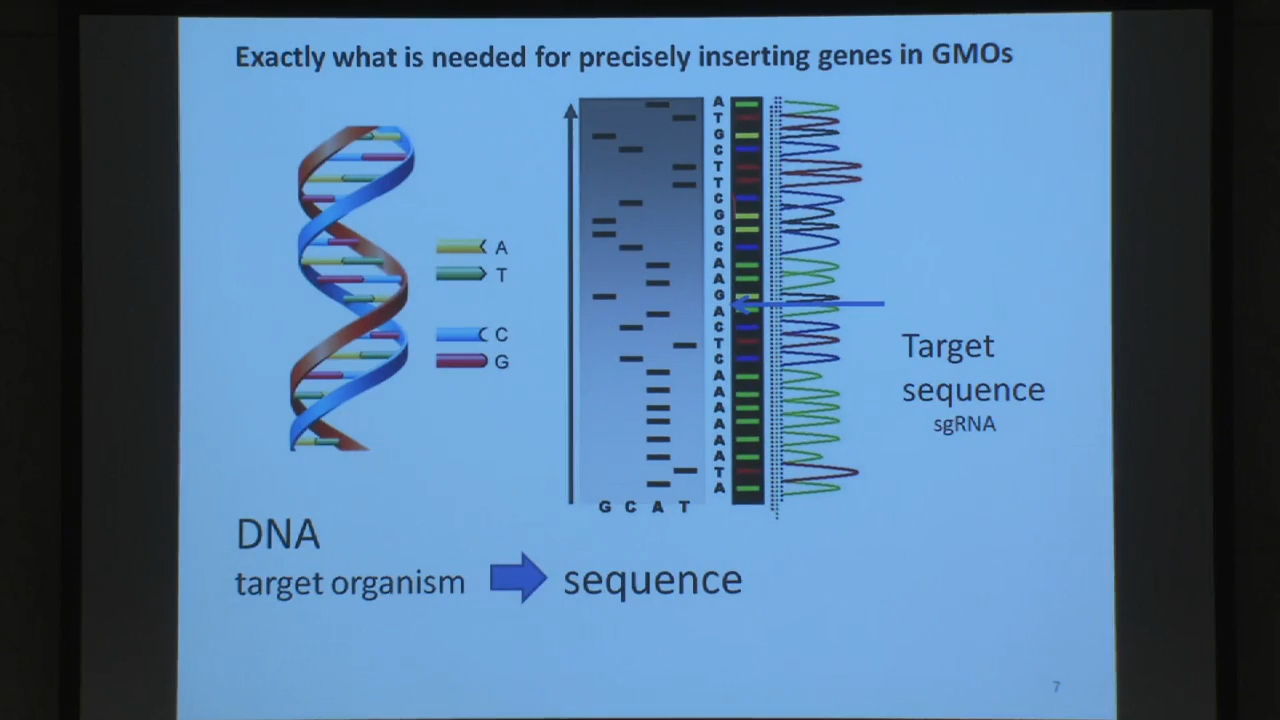 Exactly what is needed for precisely inserting genes in GMOs
A
T
C
G
A
T
G
C
T
T
C
G
G
C
A
A
G
A
C
T
C
A
A
A
A
A
A
T
A
G C A T
Target
sequence
sgRNA
DNA
target organism
sequence
7